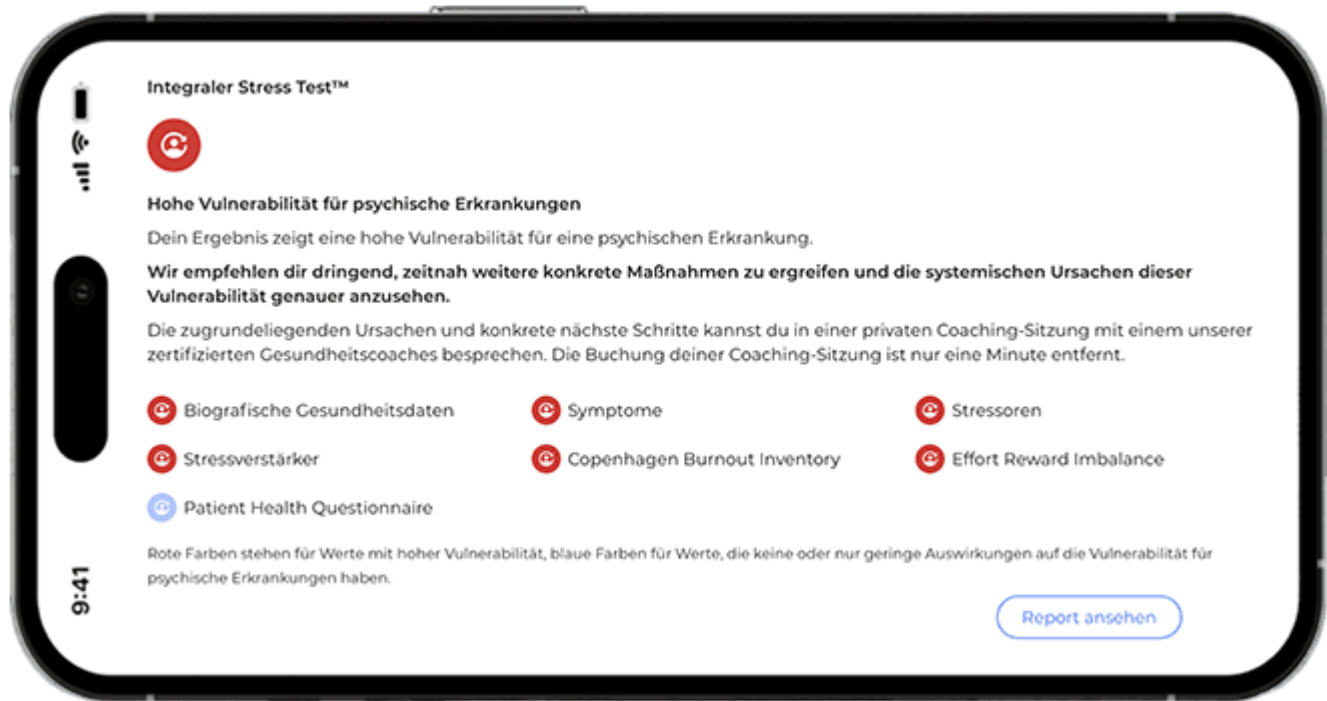 Integraler Stress Test™
Hohe Vulnerabilität für psychische Erkrankungen
Dein Ergebnis zeigt eine hohe Vulnerabilität für eine psychischen Erkrankung.
Wir empfehlen dir dringend, zeitnah weitere konkrete Maßnahmen zu ergreifen und die systemischen Ursachen dieser
Vulnerabilität genauer anzusehen.
Die zugrundeliegenden Ursachen und konkrete nächste Schritte kannst du in einer privaten Coaching-Sitzung mit einem unserer
zertifizierten Gesundheitscoaches besprechen. Die Buchung deiner Coaching-Sitzung ist nur eine Minute entfernt.
Biografische Gesundheitsdaten
Symptome
Stressoren
Stressverstärker
Copenhagen Burnout Inventory
Effort Reward Imbalance
Patient Health Questionnaire
Rote Farben stehen für Werte mit hoher Vulnerabilität, blaue Farben für Werte, die keine oder nur geringe Auswirkungen auf die Vulnerabilität für
psychische Erkrankungen haben.
Report ansehen
9:41